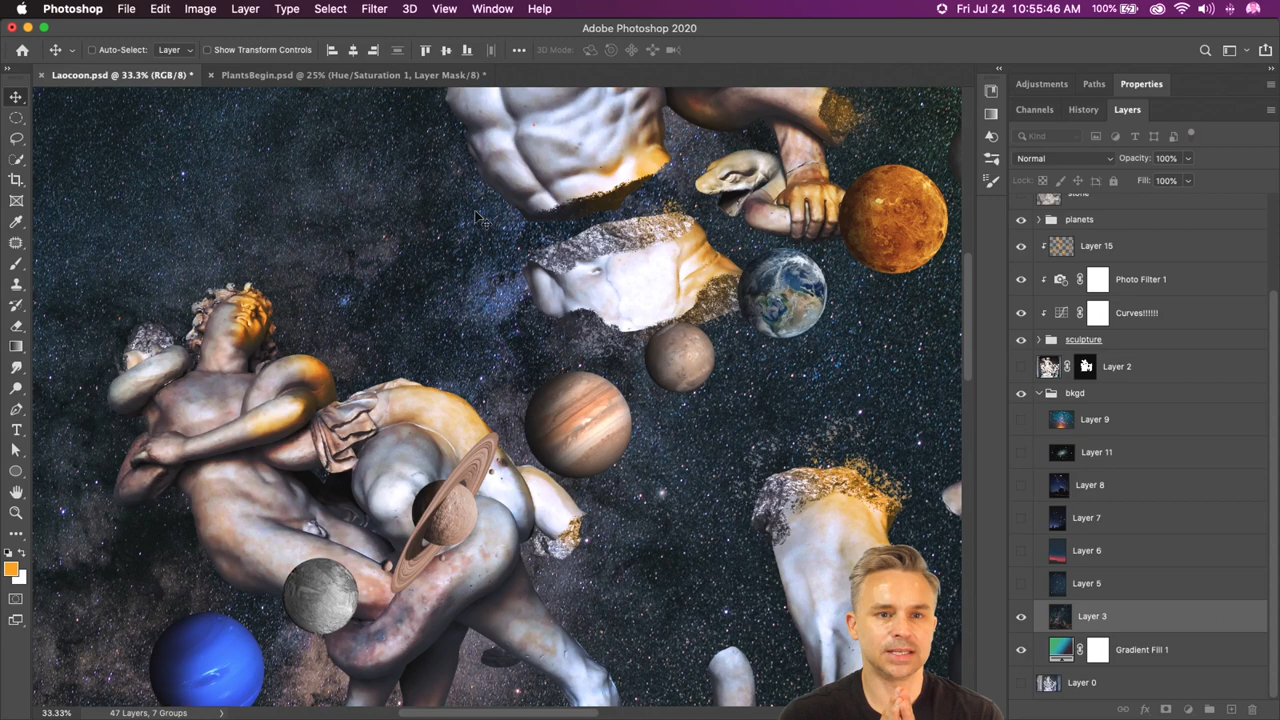 Photoshop File Edit Image Layer Type Select Filter 3D View Window Help 100% Fri Jul 24 10:55:46 AM
Adobe Photoshop 2020
Auto-Select: Layer Show Transform Controls 3D Mode:
Laocoon.psd @ 33.3% (RGB/8) * PlantsBegin.psd @ 25% (Hue/Saturation 1, Layer Mask/8) *
Adjustments Paths Properties
Channels History Layers
Kind
Normal Opacity: 100%
Lock: Fill: 100%
stone
planets
Layer 15
Photo Filter 1
Curves!!!!!!
sculpture
Layer 2
bkgd
Layer 9
Layer 11
Layer 8
Layer 7
Layer 6
Layer 5
Layer 3
Gradient Fill 1
Layer 0
33.33% 47 Layers, 7 Groups